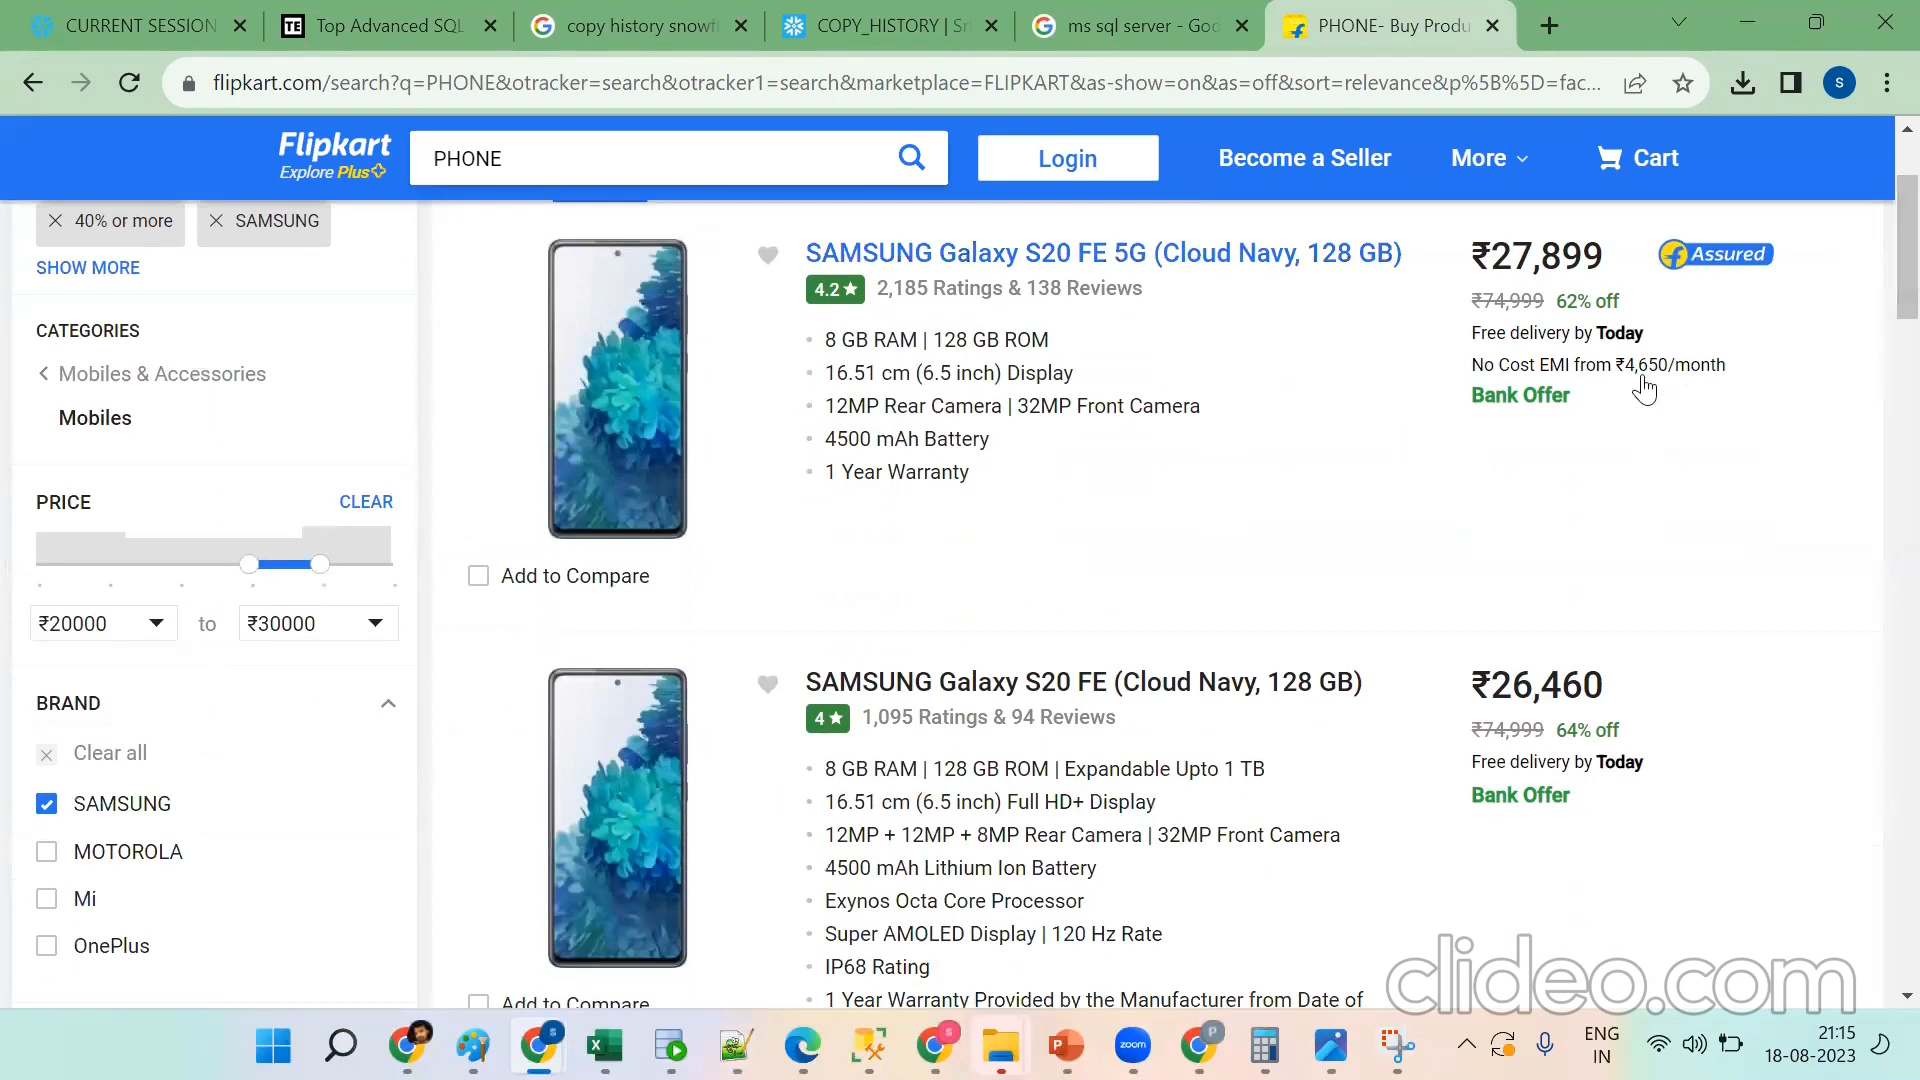 CURRENT SESSION
Top Advanced SQL
copy history snowfl
COPY_HISTORY | Sn
ms sql server - Goo
PHONE- Buy Produ
flipkart.com/search?q=PHONE&otracker=search&otracker1=search&marketplace=FLIPKART&as-show=on&as=off&sort=relevance&p%5B%5D=fac...
S
Flipkart
Explore Plus
PHONE
Login
Become a Seller
More
Cart
40% or more
SAMSUNG
SHOW MORE
CATEGORIES
Mobiles & Accessories
Mobiles
PRICE
CLEAR
₹20000
to
₹30000
BRAND
Clear all
SAMSUNG
MOTOROLA
Mi
OnePlus
SAMSUNG Galaxy S20 FE 5G (Cloud Navy, 128 GB)
4.2★ 2,185 Ratings & 138 Reviews
8 GB RAM | 128 GB ROM
16.51 cm (6.5 inch) Display
12MP Rear Camera | 32MP Front Camera
4500 mAh Battery
1 Year Warranty
Add to Compare
₹27,899
Assured
₹74,999 62% off
Free delivery by Today
No Cost EMI from ₹4,650/month
Bank Offer
SAMSUNG Galaxy S20 FE (Cloud Navy, 128 GB)
4★ 1,095 Ratings & 94 Reviews
8 GB RAM | 128 GB ROM | Expandable Upto 1 TB
16.51 cm (6.5 inch) Full HD+ Display
12MP + 12MP + 8MP Rear Camera | 32MP Front Camera
4500 mAh Lithium Ion Battery
Exynos Octa Core Processor
Super AMOLED Display | 120 Hz Rate
IP68 Rating
1 Year Warranty Provided by the Manufacturer from Date of
Add to Compare
₹26,460
₹74,999 64% off
Free delivery by Today
Bank Offer
clideo.com
zoom
ENG
IN
21:15
18-08-2023